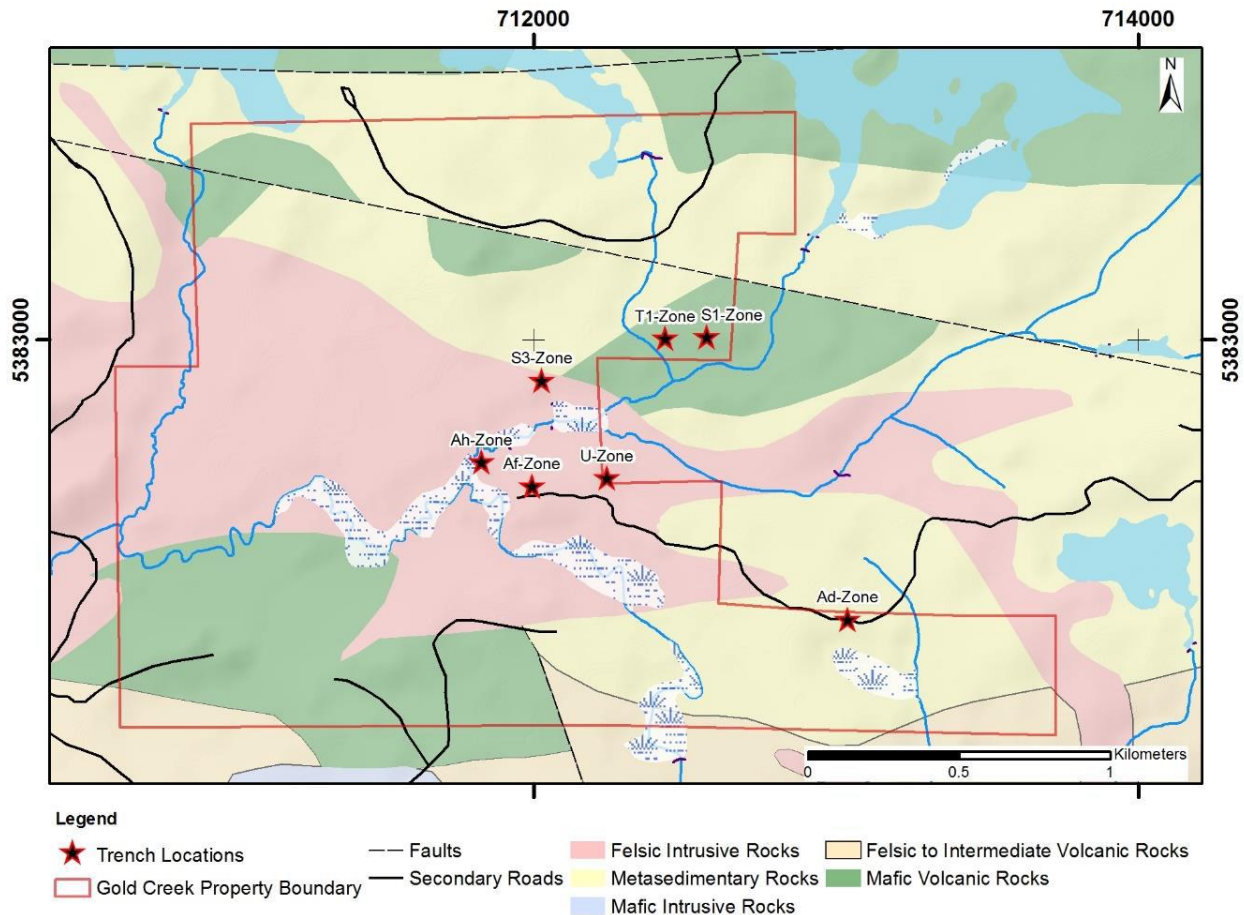 712000 714000
N
T1-Zone S1-Zone
5383000 5383000
S3-Zone
Ah-Zone
Af-Zone U-Zone
Ad-Zone
Kilometers
0 0.5 1
Legend
Trench Locations
Gold Creek Property Boundary
Faults
Secondary Roads
Felsic Intrusive Rocks
Metasedimentary Rocks
Mafic Intrusive Rocks
Felsic to Intermediate Volcanic Rocks
Mafic Volcanic Rocks